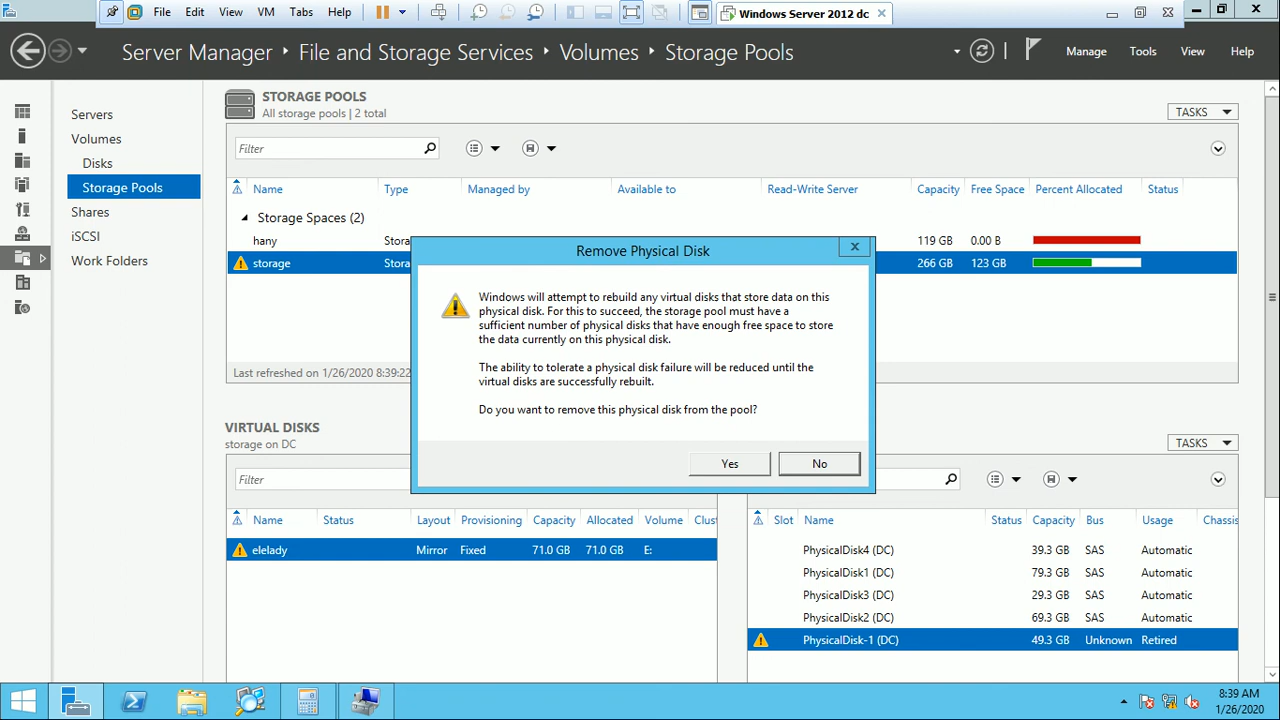 File Edit View VM Tabs Help
Windows Server 2012 dc
Server Manager File and Storage Services Volumes Storage Pools
Manage Tools View Help
Servers
Volumes
Disks
Storage Pools
Shares
iSCSI
Work Folders
STORAGE POOLS
All storage pools | 2 total
TASKS
Filter
Name Type Managed by Available to Read-Write Server Capacity Free Space Percent Allocated Status
Storage Spaces (2)
hany Stora 119 GB 0.00 B
storage Stora 266 GB 123 GB
Last refreshed on 1/26/2020 8:39:22
Remove Physical Disk
Windows will attempt to rebuild any virtual disks that store data on this
physical disk. For this to succeed, the storage pool must have a
sufficient number of physical disks that have enough free space to store
the data currently on this physical disk.
The ability to tolerate a physical disk failure will be reduced until the
virtual disks are successfully rebuilt.
Do you want to remove this physical disk from the pool?
Yes No
VIRTUAL DISKS
storage on DC
TASKS
Filter
Name Status Layout Provisioning Capacity Allocated Volume Clust
elelady Mirror Fixed 71.0 GB 71.0 GB E:
Slot Name Status Capacity Bus Usage Chassis
PhysicalDisk4 (DC) 39.3 GB SAS Automatic
PhysicalDisk1 (DC) 79.3 GB SAS Automatic
PhysicalDisk3 (DC) 29.3 GB SAS Automatic
PhysicalDisk2 (DC) 69.3 GB SAS Automatic
PhysicalDisk-1 (DC) 49.3 GB Unknown Retired
8:39 AM
1/26/2020